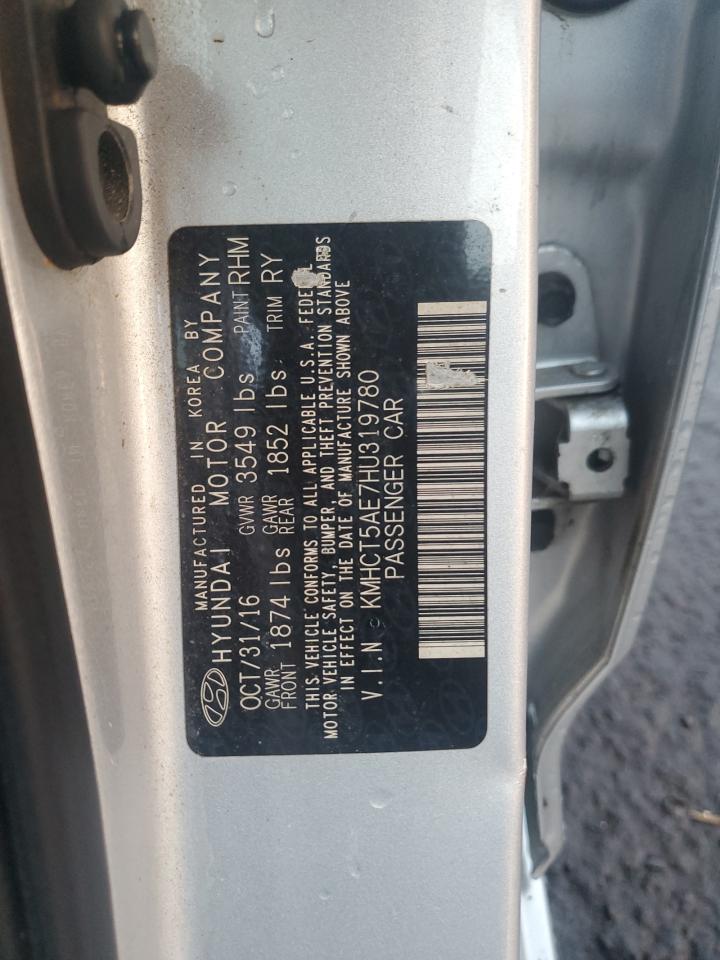 MANUFACTURED IN KOREA BY
HYUNDAI MOTOR COMPANY
OCT/31/16 GVWR 3549 lbs PAINT RHM
GAWR FRONT 1874 lbs GAWR REAR 1852 lbs TRIM RY
THIS VEHICLE CONFORMS TO ALL APPLICABLE U.S.A. FEDERAL
MOTOR VEHICLE SAFETY, BUMPER, AND THEFT PREVENTION STANDARDS
IN EFFECT ON THE DATE OF MANUFACTURE SHOWN ABOVE
V.I.N : KMHCT5AE7HU319780
PASSENGER CAR